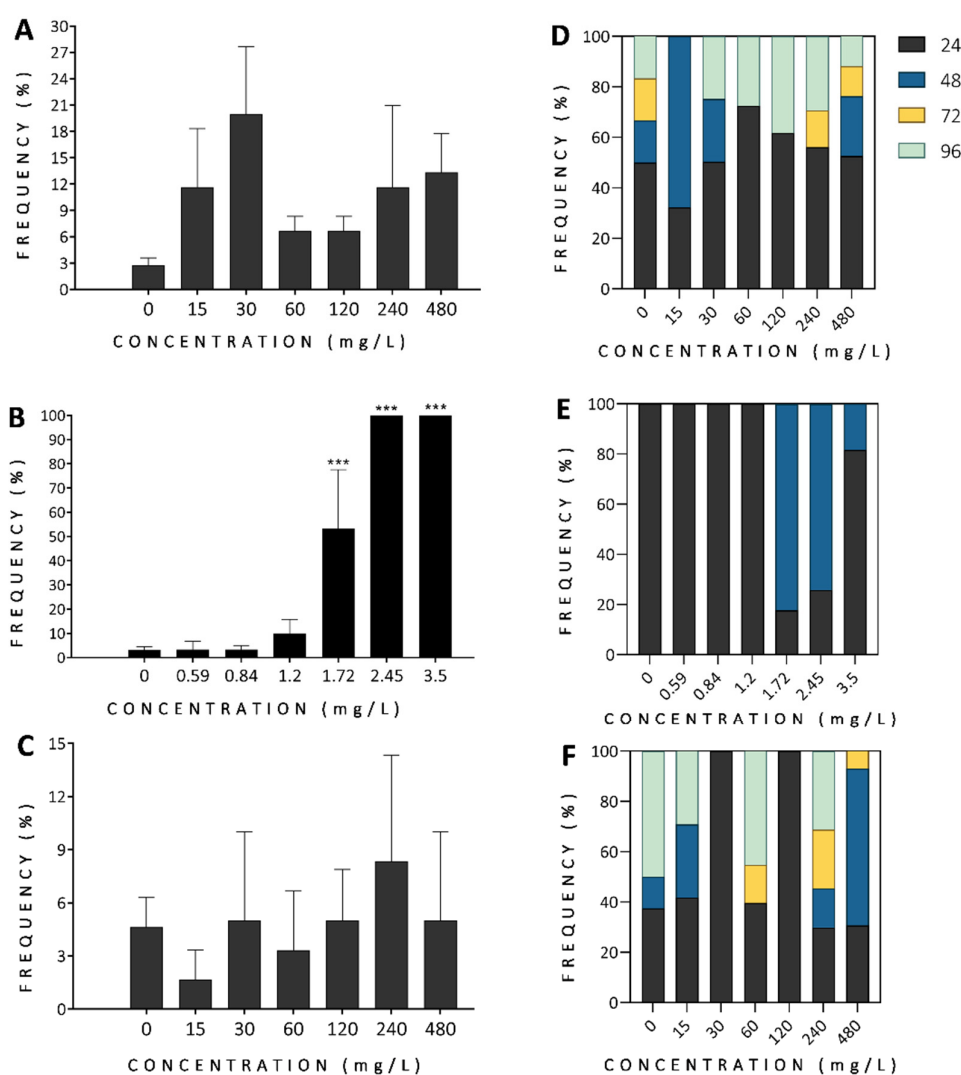 A
FREQUENCY (%)
30
27
24
21
18
15
12
9
6
3
0
0 15 30 60 120 240 480
CONCENTRATION (mg/L)
D
FREQUENCY (%)
100
80
60
40
20
0
0 15 30 60 120 240 480
CONCENTRATION (mg/L)
24
48
72
96
B
FREQUENCY (%)
100
90
80
70
60
50
40
30
20
10
0
*** *** ***
0 0.59 0.84 1.2 1.72 2.45 3.5
CONCENTRATION (mg/L)
E
FREQUENCY (%)
100
80
60
40
20
0
0 0.59 0.84 1.2 1.72 2.45 3.5
CONCENTRATION (mg/L)
C
FREQUENCY (%)
15
12
9
6
3
0
0 15 30 60 120 240 480
CONCENTRATION (mg/L)
F
FREQUENCY (%)
100
80
60
40
20
0
0 15 30 60 120 240 480
CONCENTRATION (mg/L)